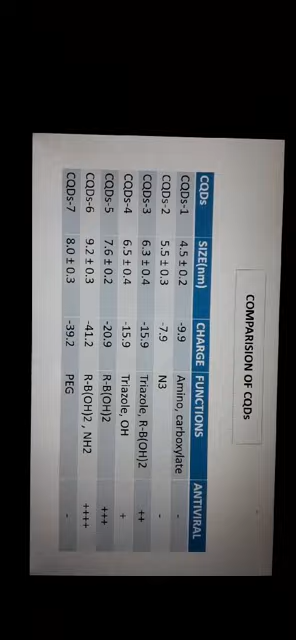 COMPARISION OF CQDs
CQDs SIZE(nm) CHARGE FUNCTIONS ANTIVIRAL
CQDs-1 4.5 ± 0.2 -9.9 Amino, carboxylate -
CQDs-2 5.5 ± 0.3 -7.9 N3 -
CQDs-3 6.3 ± 0.4 -15.9 Triazole, R-B(OH)2 ++
CQDs-4 6.5 ± 0.4 -15.9 Triazole, OH +
CQDs-5 7.6 ± 0.2 -20.9 R-B(OH)2 +++
CQDs-6 9.2 ± 0.3 -41.2 R-B(OH)2 , NH2 ++++
CQDs-7 8.0 ± 0.3 -39.2 PEG -